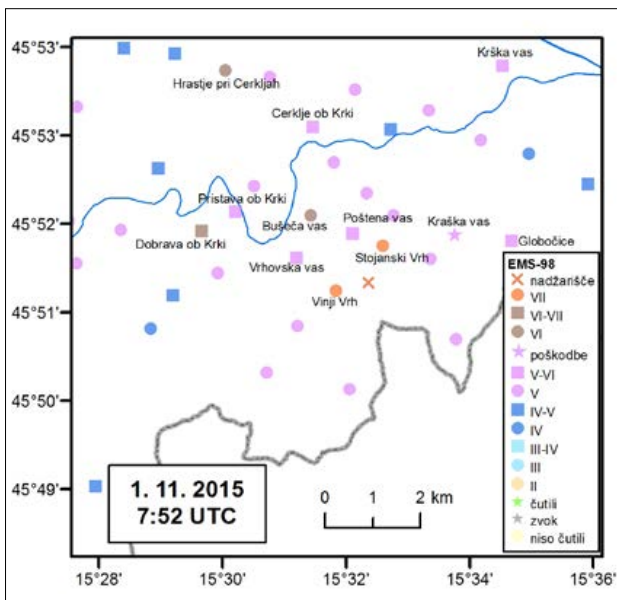 45°53'
Krška vas
Hrastje pri Cerkljah
Cerklje ob Krki
45°53'
Pristava ob Krki
45°52'
Bušeča vas
Poštena vas
Kraška vas
Dobrava ob Krki
Globočice
Stojanski Vrh
Vrhovska vas
EMS-98
nadžarišče
VII
VI-VII
VI
poškodbe
V-VI
V
IV-V
IV
III-IV
III
II
čutili
zvok
niso čutili
Vinji Vrh
45°51'
45°50'
45°49'
1. 11. 2015
7:52 UTC
0 1 2 km
15°28' 15°30' 15°32' 15°34' 15°36'